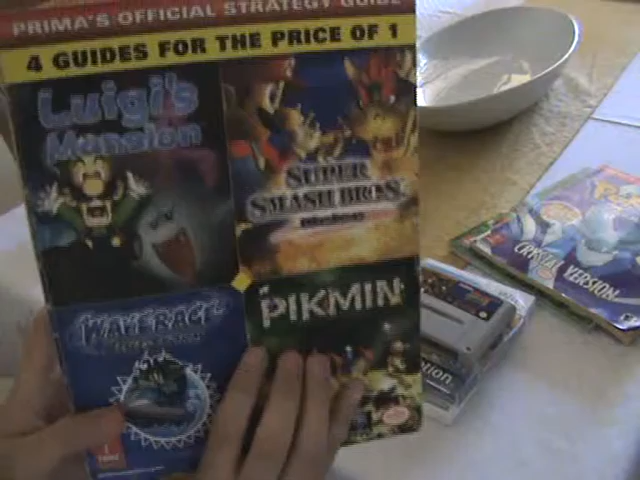 PRIMA'S OFFICIAL STRATEGY GUIDE
4 GUIDES FOR THE PRICE OF 1
Luigi's
Mansion
SUPER
SMASH BROS.
WAVE RACE
PIKMIN
CRYSTAL VERSION